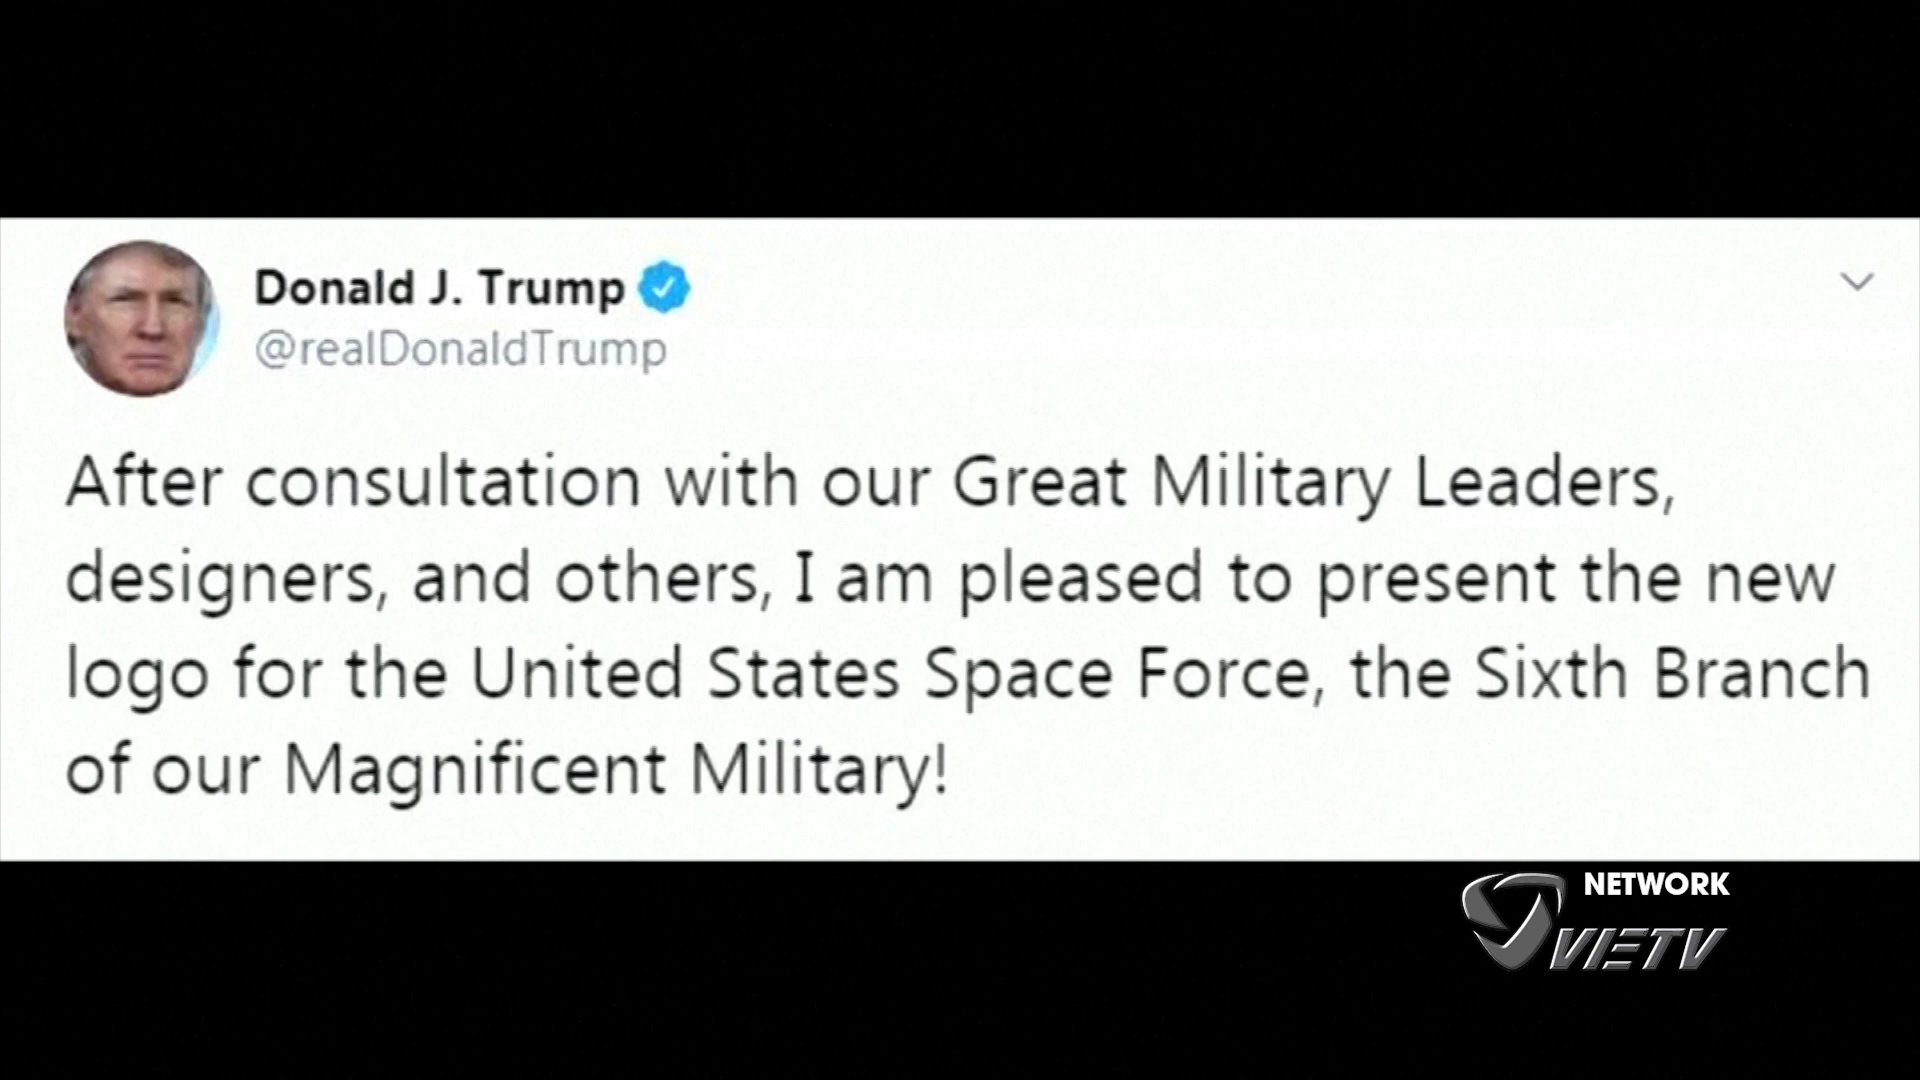 Donald J. Trump
@realDonaldTrump
After consultation with our Great Military Leaders,
designers, and others, I am pleased to present the new
logo for the United States Space Force, the Sixth Branch
of our Magnificent Military!
NETWORK
VIETV